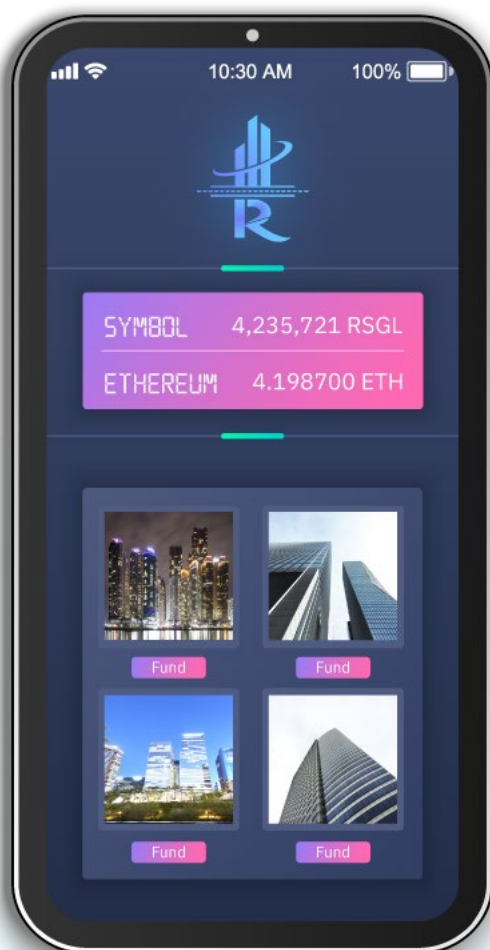 10:30 AM 100%
R
SYMBOL 4,235,721 RSGL
ETHEREUM 4.198700 ETH
Fund Fund
Fund Fund